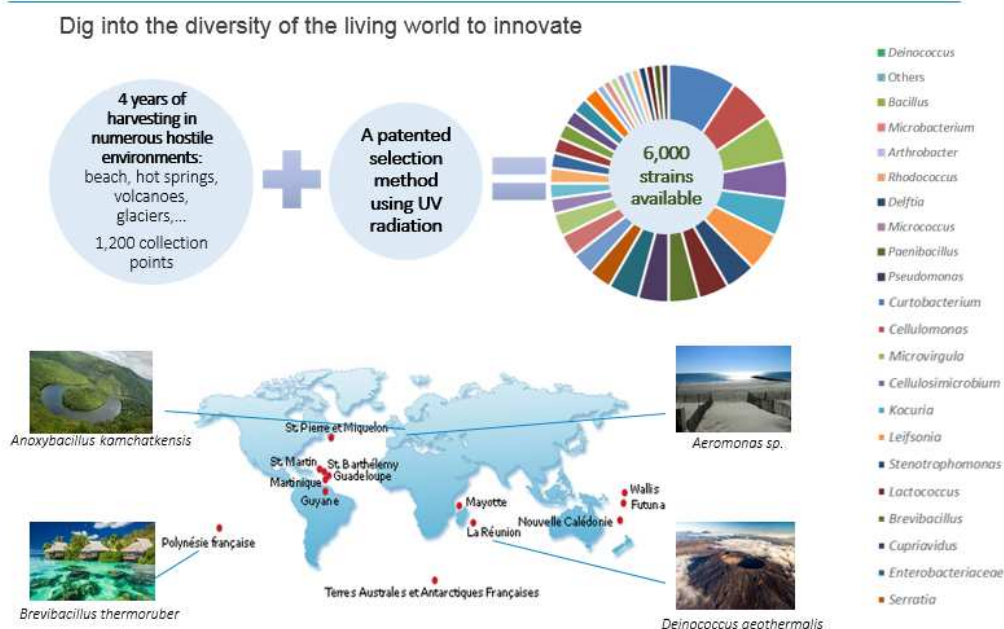 Dig into the diversity of the living world to innovate
4 years of
harvesting in
numerous hostile
environments:
beach, hot springs,
volcanoes,
glaciers,...
1,200 collection
points
A patented
selection
method
using UV
radiation
6,000
strains
available
Deinococcus
Others
Bacillus
Microbacterium
Arthrobacter
Rhodococcus
Delftia
Micrococcus
Paenibacillus
Pseudomonas
Curtobacterium
Cellulomonas
Microvirgula
Cellulosimicrobium
Kocuria
Leifsonia
Stenotrophomonas
Lactococcus
Brevibacillus
Cupriavidus
Enterobacteriaceae
Serratia
Anoxybacillus kamchatkensis
Aeromonas sp.
St. Pierre et Miquelon
St. Martin
St. Barthélemy
Guadeloupe
Martinique
Guyane
Mayotte
La Réunion
Wallis
Futuna
Nouvelle Calédonie
Polynésie française
Terres Australes et Antarctiques Françaises
Brevibacillus thermoruber
Deinococcus geothermalis